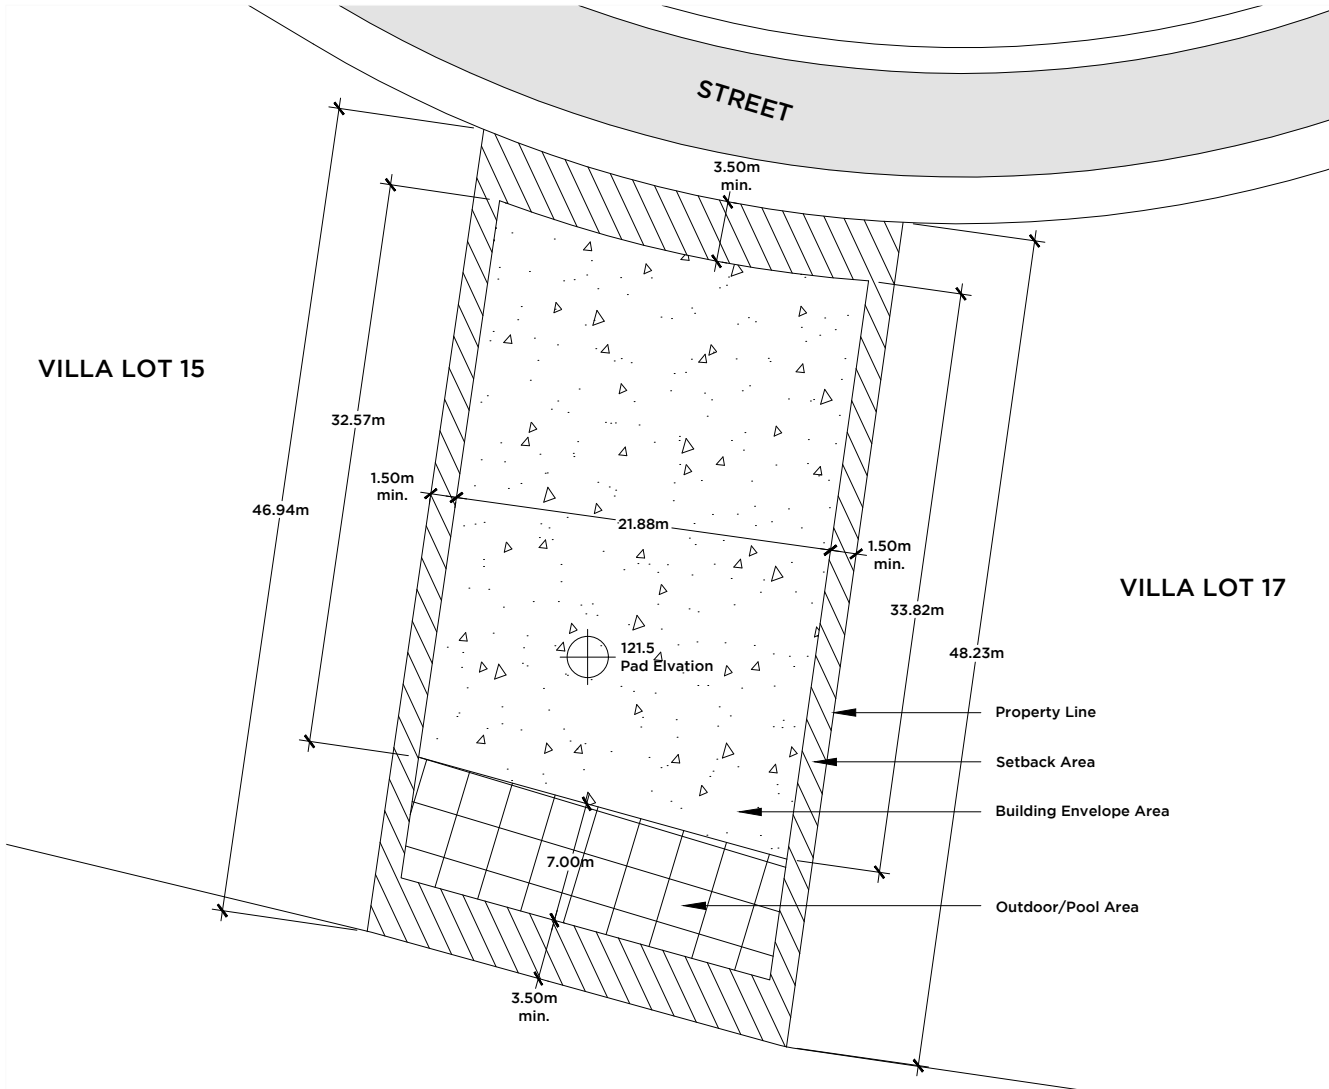 STREET
3.50m
min.
VILLA LOT 15
32.57m
1.50m
min.
46.94m
21.88m
1.50m
min.
VILLA LOT 17
33.82m
121.5
Pad Elvation
48.23m
Property Line
Setback Area
Building Envelope Area
7.00m
Outdoor/Pool Area
3.50m
min.